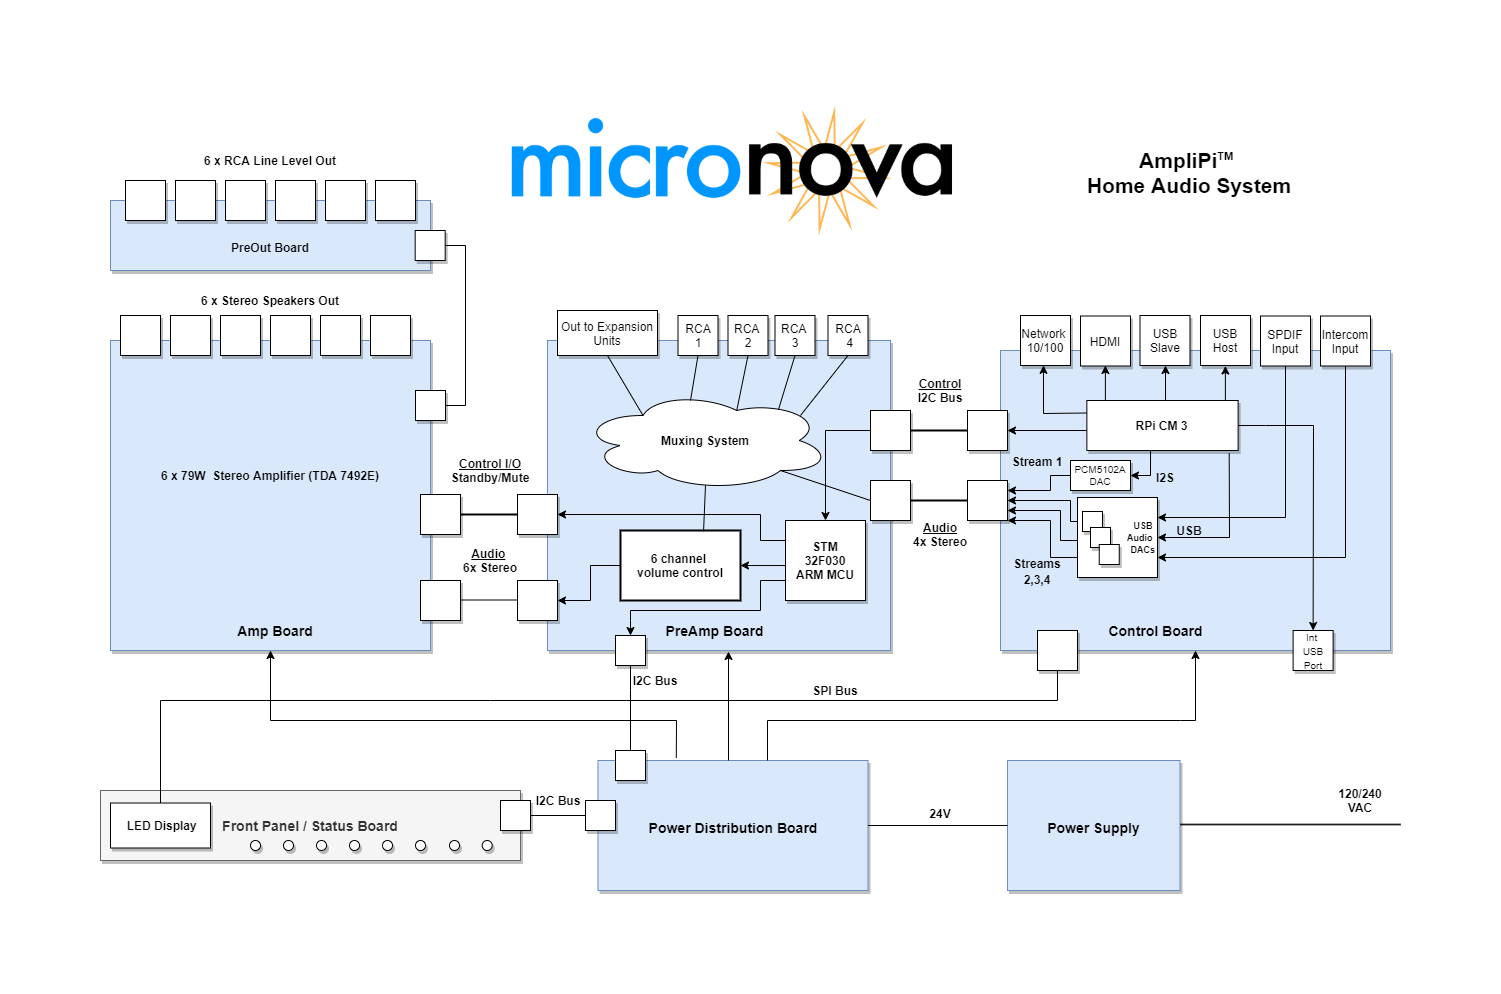 micronova
AmpliPi™
Home Audio System
6 x RCA Line Level Out
PreOut Board
6 x Stereo Speakers Out
6 x 79W Stereo Amplifier (TDA 7492E)
Amp Board
Control I/O
Standby/Mute
Audio
6x Stereo
Out to Expansion
Units
RCA
1
RCA
2
RCA
3
RCA
4
Muxing System
6 channel
volume control
STM
32F030
ARM MCU
PreAmp Board
Control
I2C Bus
Audio
4x Stereo
Network
10/100
HDMI
USB
Slave
USB
Host
SPDIF
Input
Intercom
Input
RPi CM 3
Stream 1
PCM5102A
DAC
I2S
USB
Audio
DACs
USB
Streams
2,3,4
Control Board
Int
USB
Port
I2C Bus
SPI Bus
LED Display
Front Panel / Status Board
I2C Bus
Power Distribution Board
24V
Power Supply
120/240
VAC